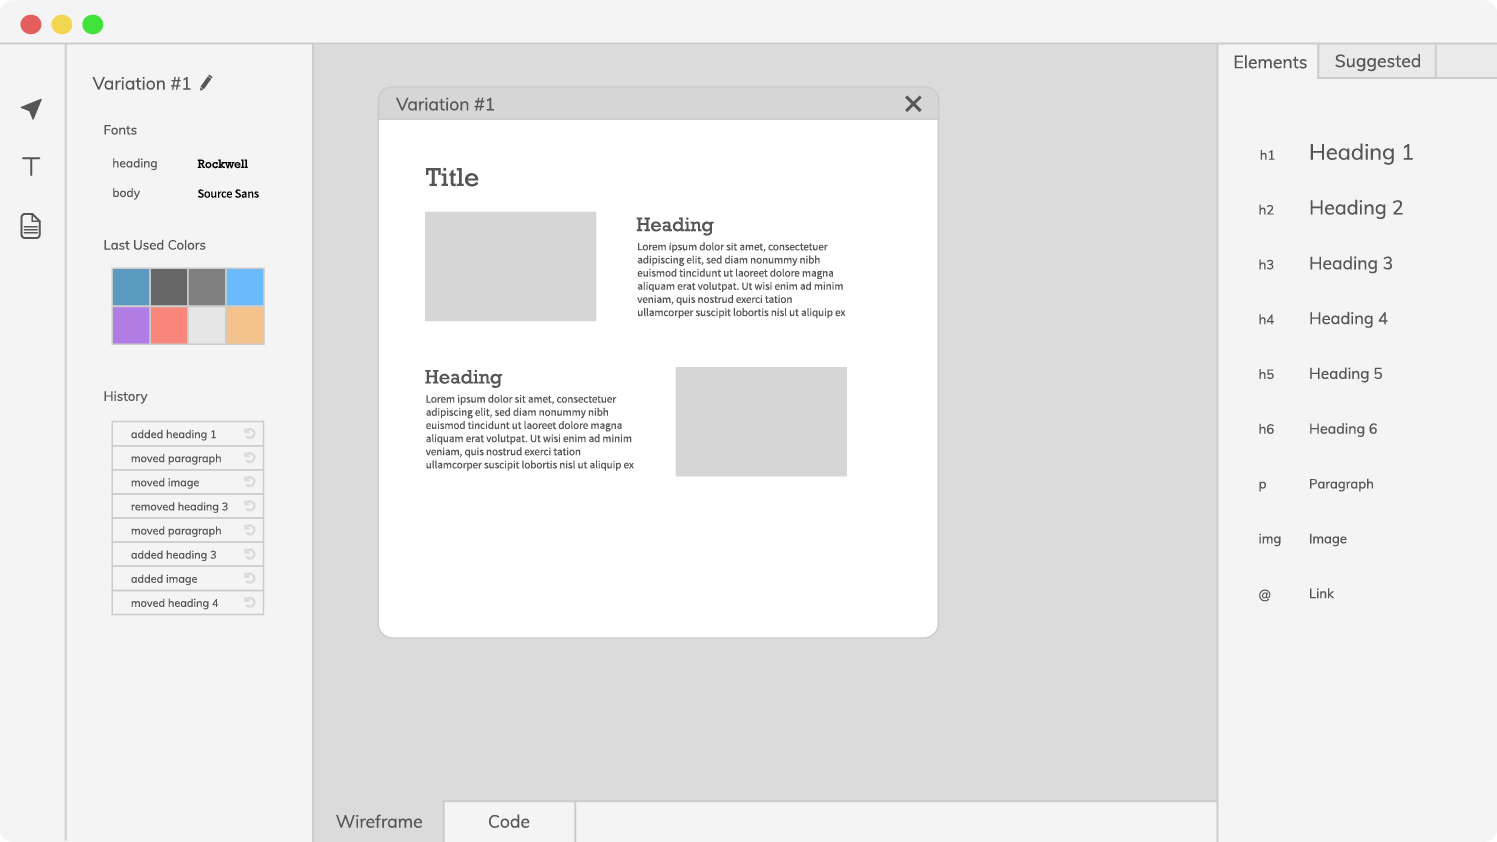 Variation #1
Fonts
heading Rockwell
body Source Sans
Last Used Colors
History
added heading 1
moved paragraph
moved image
removed heading 3
moved paragraph
added heading 3
added image
moved heading 4
T
Variation #1
Title
Heading
Lorem ipsum dolor sit amet, consectetuer
adipiscing elit, sed diam nonummy nibh
euismod tincidunt ut laoreet dolore magna
aliquam erat volutpat. Ut wisi enim ad minim
veniam, quis nostrud exerci tation
ullamcorper suscipit lobortis nisl ut aliquip ex
Heading
Lorem ipsum dolor sit amet, consectetuer
adipiscing elit, sed diam nonummy nibh
euismod tincidunt ut laoreet dolore magna
aliquam erat volutpat. Ut wisi enim ad minim
veniam, quis nostrud exerci tation
ullamcorper suscipit lobortis nisl ut aliquip ex
Wireframe Code
Elements Suggested
h1 Heading 1
h2 Heading 2
h3 Heading 3
h4 Heading 4
h5 Heading 5
h6 Heading 6
p Paragraph
img Image
@ Link